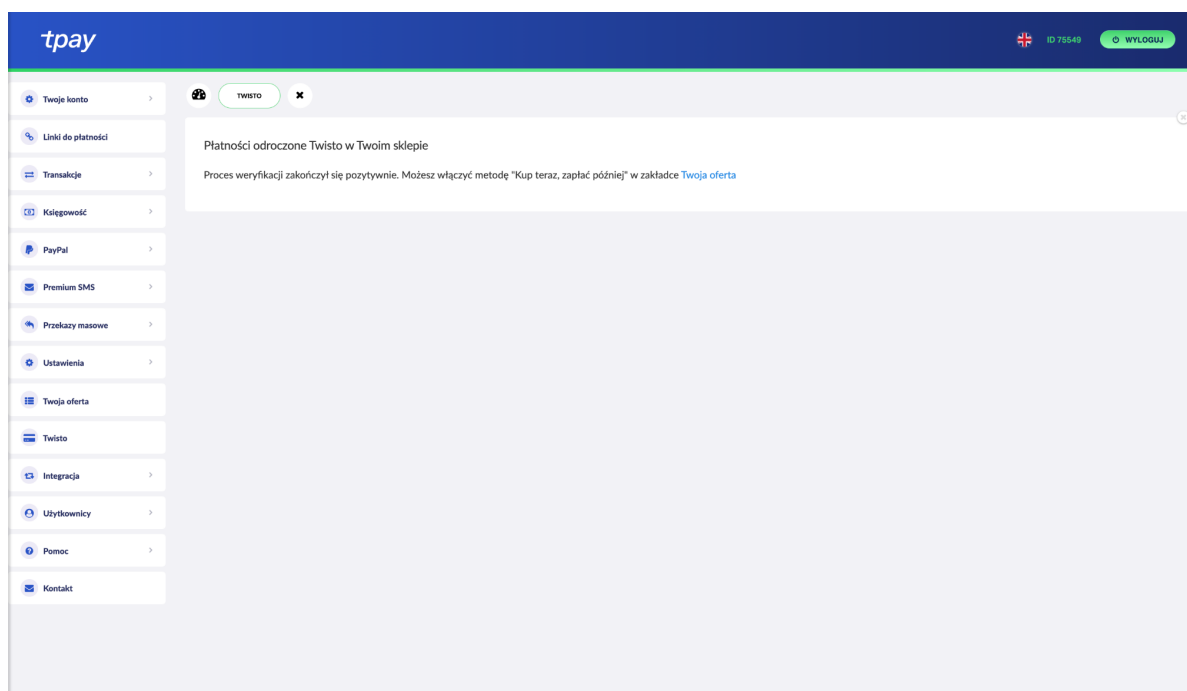 tpay
ID 75549
WYLOGUJ
Twoje konto
Linki do płatności
Transakcje
Księgowość
PayPal
Premium SMS
Przekazy masowe
Ustawienia
Twoja oferta
Twisto
Integracja
Użytkownicy
Pomoc
Kontakt
TWISTO
Płatności odroczone Twisto w Twoim sklepie
Proces weryfikacji zakończył się pozytywnie. Możesz włączyć metodę "Kup teraz, zapłać później" w zakładce Twoja oferta